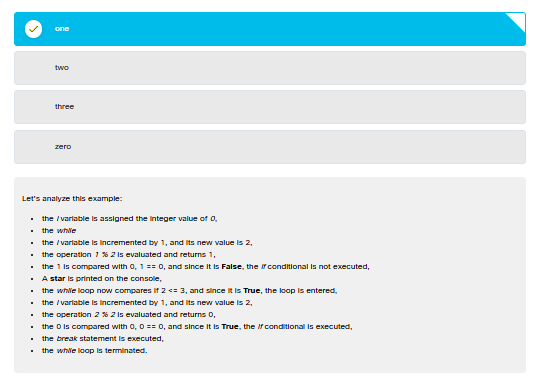 one
two
three
zero
Let's analyze this example:
the i variable is assigned the integer value of 0,
the while
the i variable is incremented by 1, and its new value is 2,
the operation 1 % 2 is evaluated and returns 1,
the 1 is compared with 0, 1 == 0, and since it is False, the if conditional is not executed,
A star is printed on the console,
the while loop now compares if 2 <= 3, and since it is True, the loop is entered,
the i variable is incremented by 1, and its new value is 2,
the operation 2 % 2 is evaluated and returns 0,
the 0 is compared with 0, 0 == 0, and since it is True, the if conditional is executed,
the break statement is executed,
the while loop is terminated.